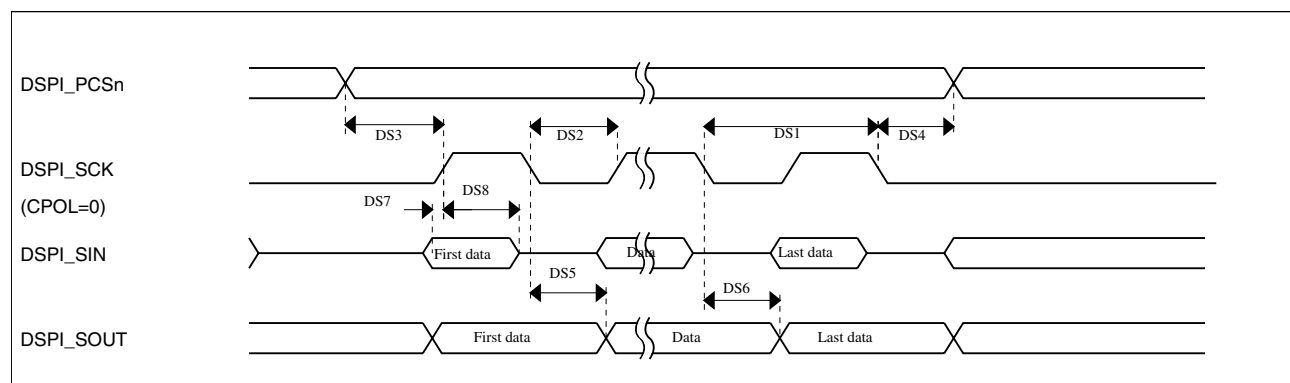 DSPI_PCSn
DS3
DS2
DS1
DS4
DSPI_SCK
(CPOL=0)
DS7
DS8
DSPI_SIN
First data
Data
Last data
DS5
DS6
DSPI_SOUT
First data
Data
Last data